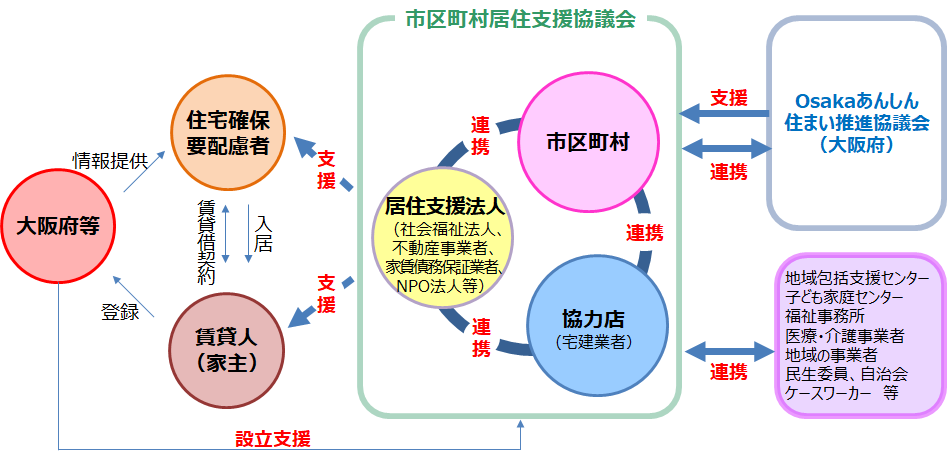 市区町村居住支援協議会
住宅確保
要配慮者
情報提供
大阪府等
登録
賃貸借契約
入居
賃貸人
（家主）
支援
支援
設立支援
連携
市区町村
居住支援法人
（社会福祉法人、
不動産事業者、
家賃債務保証業者、
NPO法人等）
連携
連携
協力店
（宅建業者）
支援
連携
Osakaあんしん
住まい推進協議会
（大阪府）
連携
地域包括支援センター
子ども家庭センター
福祉事務所
医療・介護事業者
地域の事業者
民生委員、自治会
ケースワーカー　等